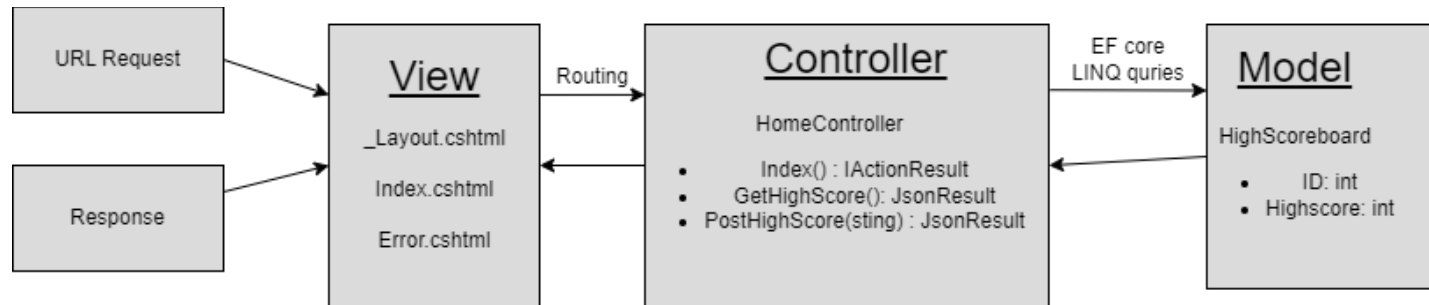 URL Request
Response
View
_Layout.cshtml
Index.cshtml
Error.cshtml
Routing
Controller
HomeController
• Index() : IActionResult
• GetHighScore(): JsonResult
• PostHighScore(sting) : JsonResult
EF core
LINQ quries
Model
HighScoreboard
• ID: int
• Highscore: int